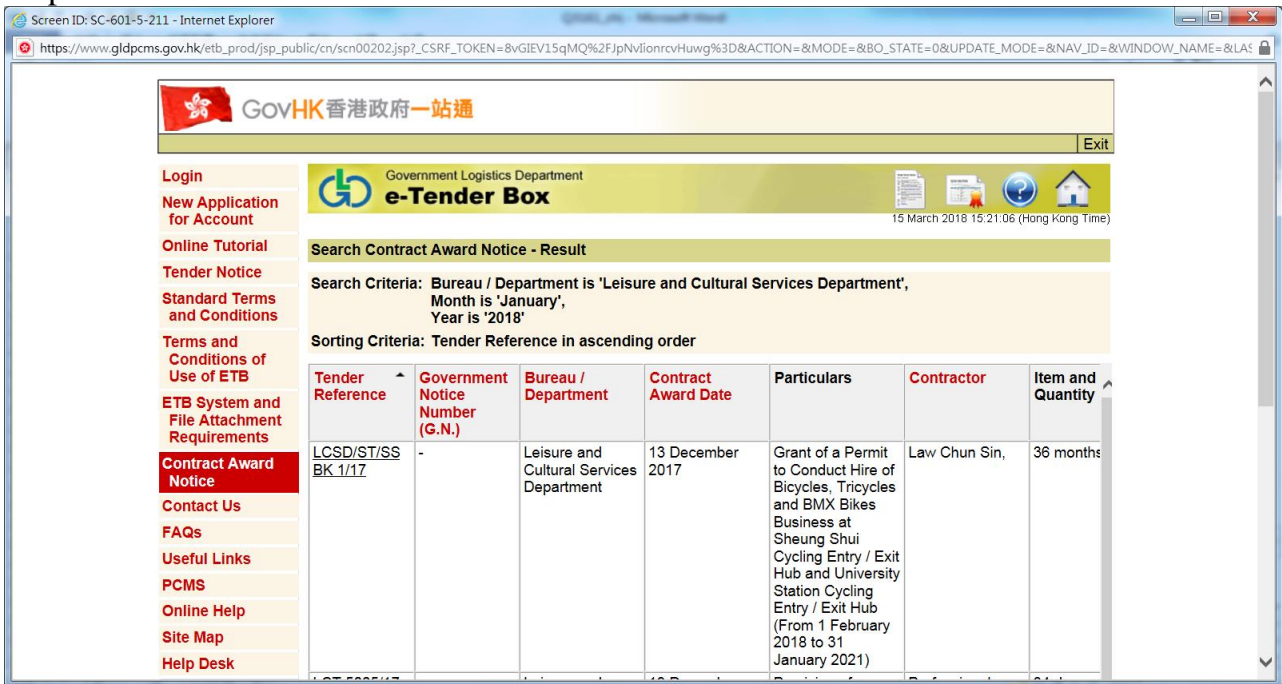 Screen ID: SC-601-5-211 - Internet Explorer
https://www.gldpcms.gov.hk/etb_prod/jsp_public/cn/scn00202.jsp?_CSRF_TOKEN=8vGIEV15qMQ%2FJpNvIionrcvHuwg%3D&ACTION=&MODE=&BO_STATE=0&UPDATE_MODE=&NAV_ID=&WINDOW_NAME=&LAS
GovHK香港政府一站通
Exit
Login
New Application
for Account
Online Tutorial
Tender Notice
Standard Terms
and Conditions
Terms and
Conditions of
Use of ETB
ETB System and
File Attachment
Requirements
Contract Award
Notice
Contact Us
FAQs
Useful Links
PCMS
Online Help
Site Map
Help Desk
Government Logistics Department
e-Tender Box
15 March 2018 15:21:06 (Hong Kong Time)
Search Contract Award Notice - Result
Search Criteria: Bureau / Department is 'Leisure and Cultural Services Department',
Month is 'January',
Year is '2018'
Sorting Criteria: Tender Reference in ascending order
Tender
Reference
Government
Notice
Number
(G.N.)
Bureau /
Department
Contract
Award Date
Particulars
Contractor
Item and
Quantity
LCSD/ST/SS
BK 1/17
-
Leisure and
Cultural Services
Department
13 December
2017
Grant of a Permit
to Conduct Hire of
Bicycles, Tricycles
and BMX Bikes
Business at
Sheung Shui
Cycling Entry / Exit
Hub and University
Station Cycling
Entry / Exit Hub
(From 1 February
2018 to 31
January 2021)
Law Chun Sin,
36 months